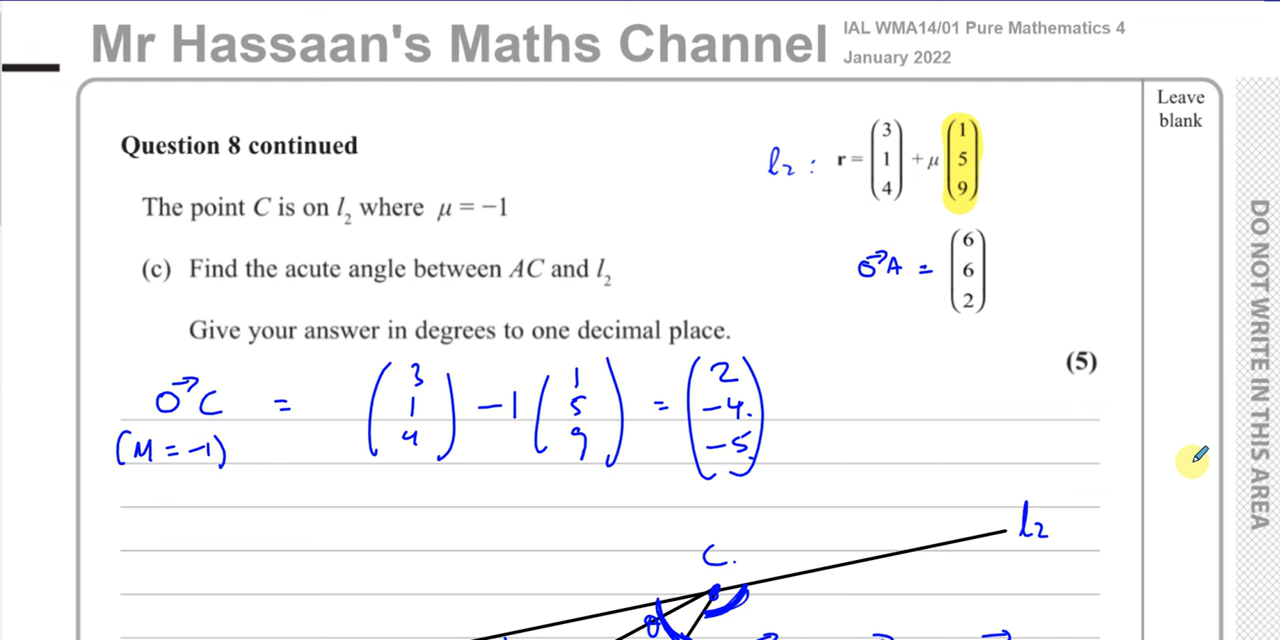 Mr Hassaan's Maths Channel
IAL WMA14/01 Pure Mathematics 4
January 2022
Leave
blank
Question 8 continued
l₂ : r = (3 1 4) + μ (1 5 9)
The point C is on l₂ where μ = −1
(c) Find the acute angle between AC and l₂
O⃗A = (6 6 2)
Give your answer in degrees to one decimal place.
(5)
O⃗C = (3 1 4) −1 (1 5 9) = (2 −4. −5)
(M = −1)
l₂
C.
θ
DO NOT WRITE IN THIS AREA